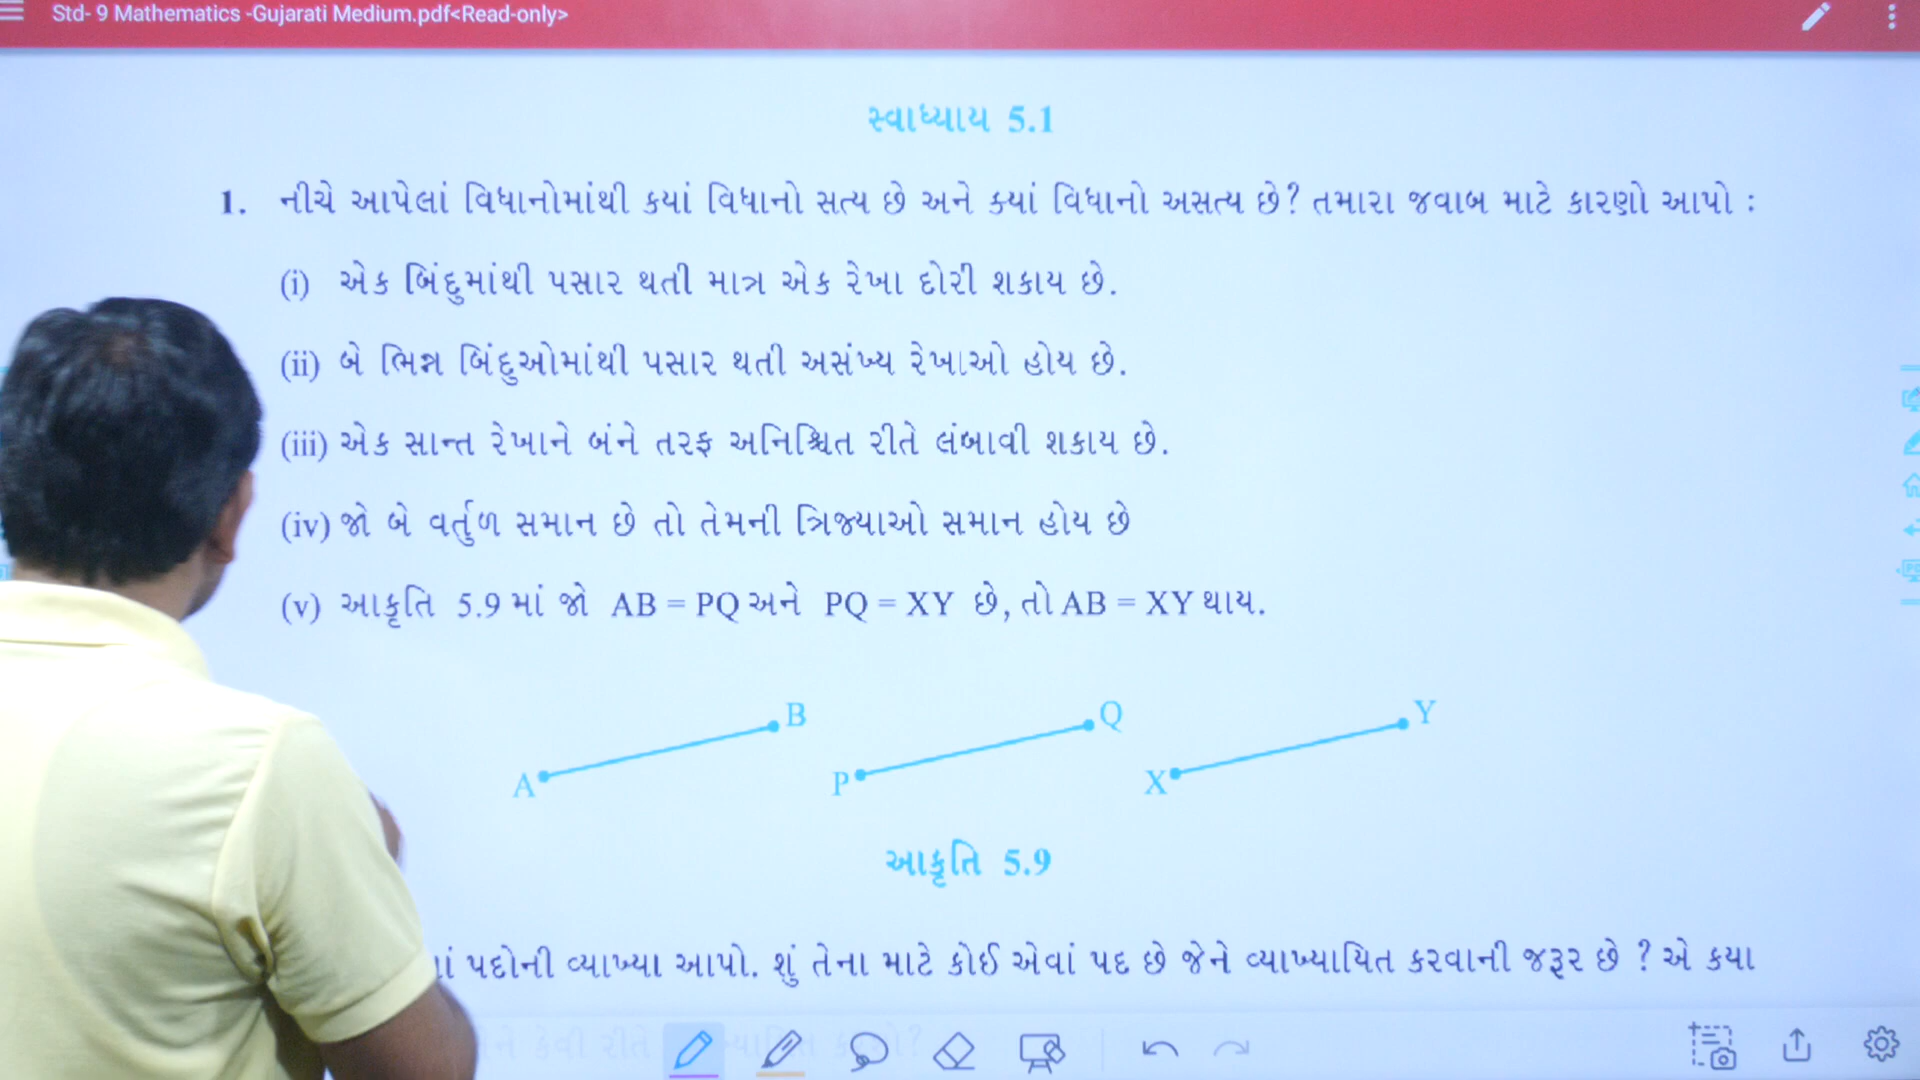 Std- 9 Mathematics -Gujarati Medium.pdf<Read-only>
સ્વાધ્યાય 5.1
1. નીચે આપેલાં વિધાનોમાંથી કયાં વિધાનો સત્ય છે અને કયાં વિધાનો અસત્ય છે? તમારા જવાબ માટે કારણો આપો :
(i) એક બિંદુમાંથી પસાર થતી માત્ર એક રેખા દોરી શકાય છે.
(ii) બે ભિન્ન બિંદુઓમાંથી પસાર થતી અસંખ્ય રેખાઓ હોય છે.
(iii) એક સાન્ત રેખાને બંને તરફ અનિશ્ચિત રીતે લંબાવી શકાય છે.
(iv) જો બે વર્તુળ સમાન છે તો તેમની ત્રિજ્યાઓ સમાન હોય છે
(v) આકૃતિ 5.9 માં જો AB = PQ અને PQ = XY છે, તો AB = XY થાય.
A B P Q X Y
આકૃતિ 5.9
પદોની વ્યાખ્યા આપો. શું તેના માટે કોઈ એવાં પદ છે જેને વ્યાખ્યાયિત કરવાની જરૂર છે ? એ કયા
કેવી રીતે